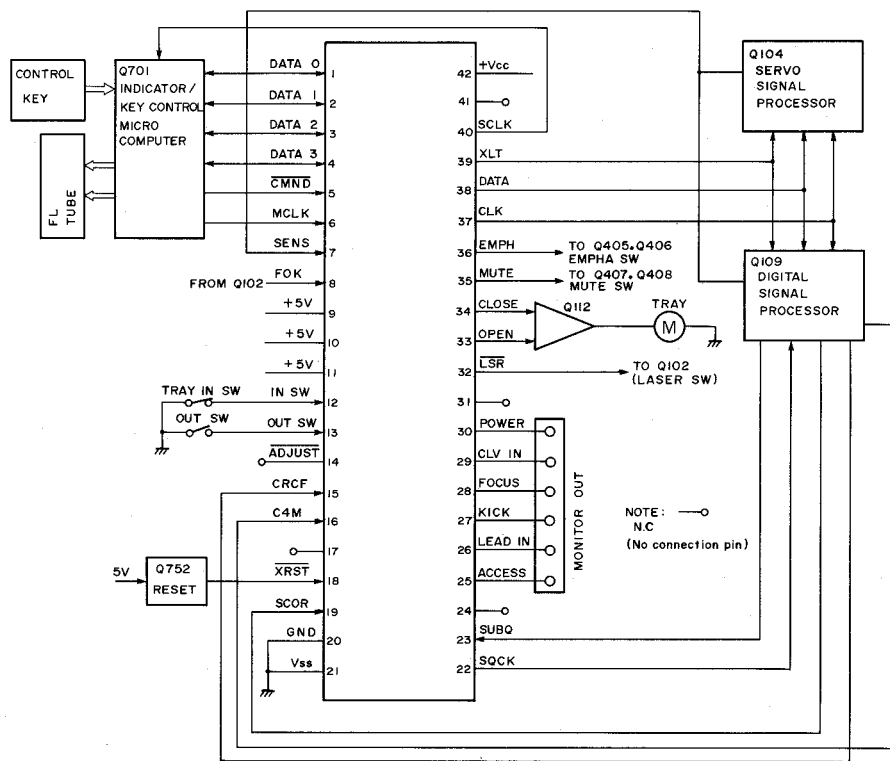 CONTROL
KEY
Q701
INDICATOR/
KEY CONTROL
MICRO
COMPUTER
FL
TUBE
DATA 0
1
DATA 1
2
DATA 2
3
DATA 3
4
CMND
5
MCLK
6
SENS
7
FROM Q102
FOK
8
+5V
9
+5V
10
+5V
11
TRAY IN SW
IN SW
12
OUT SW
OUT SW
13
ADJUST
14
CRCF
15
C4M
16
17
5V
Q752
RESET
XRST
18
SCOR
19
GND
20
Vss
21
+Vcc
42
41
SCLK
40
XLT
39
DATA
38
CLK
37
EMPH
36
TO Q405.Q406
EMPHA SW
MUTE
35
TO Q407.Q408
MUTE SW
CLOSE
34
Q112
TRAY
M
OPEN
33
LSR
32
TO Q102
(LASER SW)
31
POWER
30
CLV IN
29
FOCUS
28
KICK
27
LEAD IN
26
ACCESS
25
MONITOR OUT
24
SUBQ
23
SQCK
22
Q104
SERVO
SIGNAL
PROCESSOR
Q109
DIGITAL
SIGNAL
PROCESSOR
NOTE:
N.C
(No connection pin)